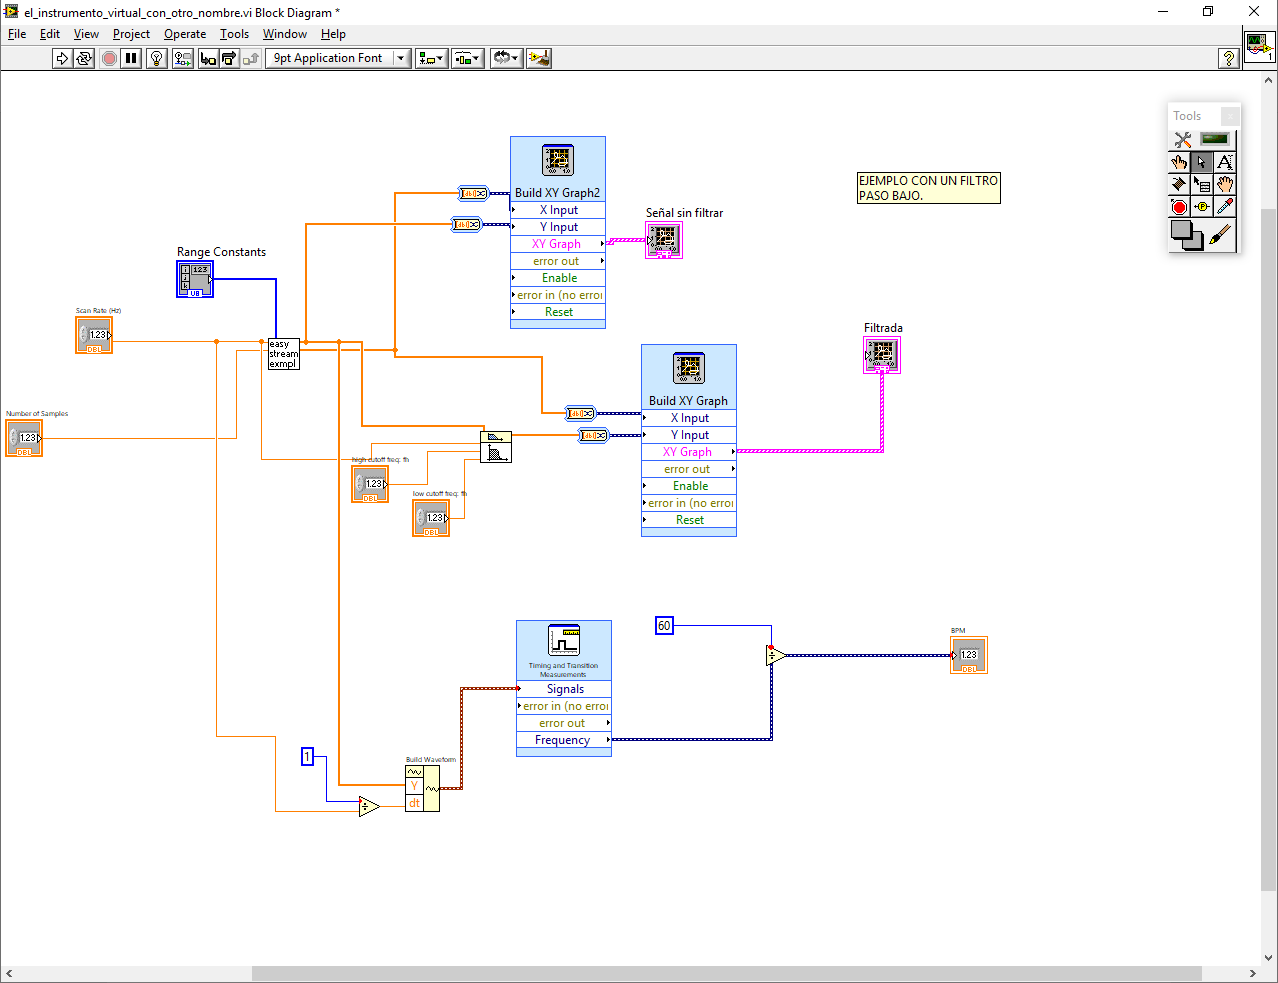 el_instrumento_virtual_con_otro_nombre.vi Block Diagram *
File Edit View Project Operate Tools Window Help
9pt Application Font
1
Tools
Build XY Graph2
X Input
Y Input
XY Graph
error out
Enable
error in (no error
Reset
EJEMPLO CON UN FILTRO
PASO BAJO.
Señal sin filtrar
Range Constants
123
UB
Scan Rate (Hz)
1.23
DBL
easy
stream
exmpl
Filtrada
Build XY Graph
X Input
Y Input
XY Graph
error out
Enable
error in (no error
Reset
Number of Samples
1.23
DBL
high cutoff freq: fh
1.23
DBL
low cutoff freq: fh
1.23
DBL
Timing and Transition
Measurements
Signals
error in (no error
error out
Frequency
60
BPM
1.23
DBL
1
Build Waveform
Y
dt